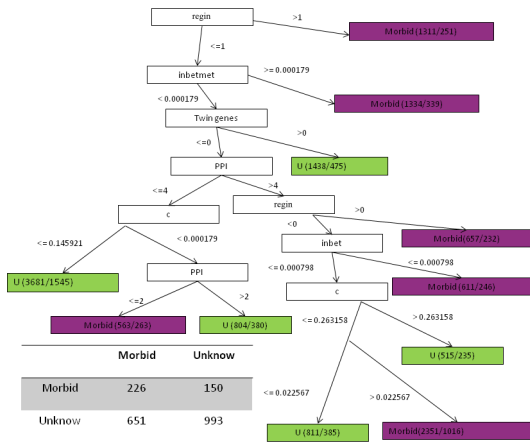 regin
>1
Morbid (1311/251)
<=1
inbetmet
>= 0.000179
Morbid (1334/339)
< 0.000179
Twin genes
>0
<=0
U (1438/475)
PPI
<=4
>4
regin
c
<0
>0
Morbid(657/232)
<= 0.145921
< 0.000179
inbet
<= 0.000798
<= 0.000798
Morbid (611/246)
U (3681/1545)
PPI
c
<=2
>2
Morbid (563/263)
U (804/380)
<= 0.263158
> 0.263158
U (515/235)
Morbid Unknow
Morbid 226 150
Unknow 651 993
<= 0.022567
> 0.022567
U (811/385)
Morbid(2351/1016)